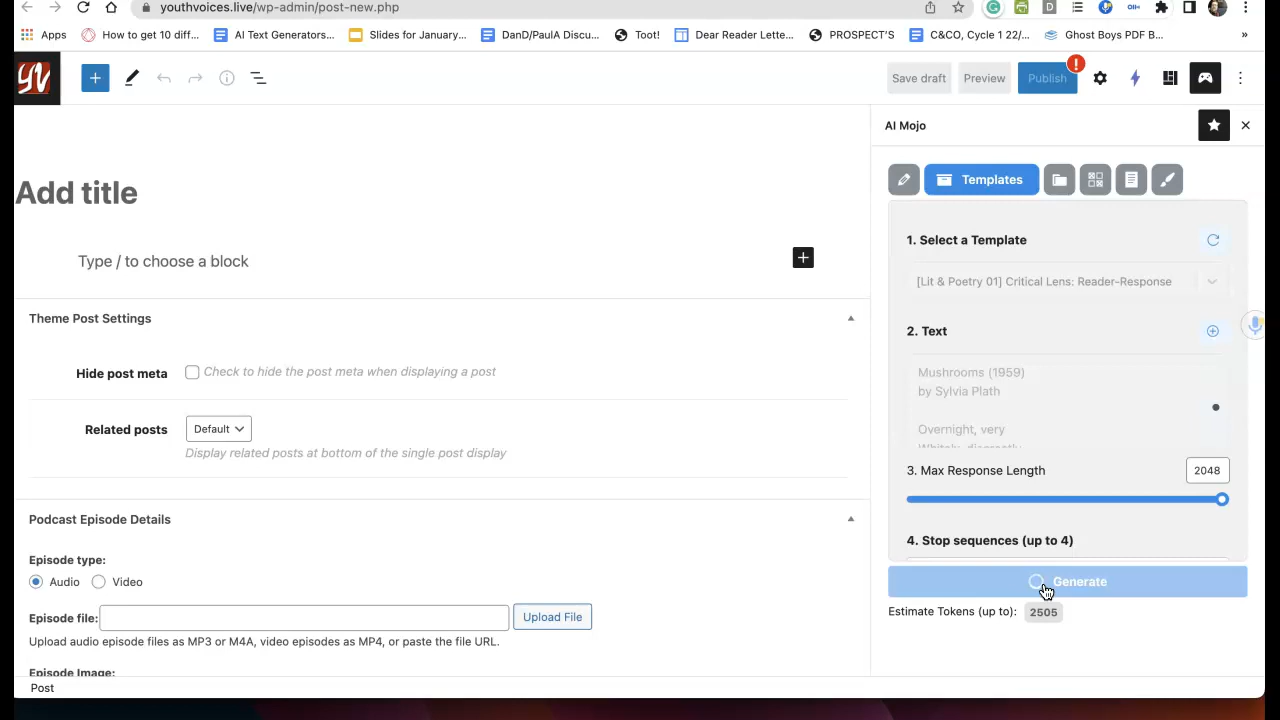 youthvoices.live/wp-admin/post-new.php
Apps
How to get 10 diff...
AI Text Generators...
Slides for January...
DanD/PaulA Discu...
Toot!
Dear Reader Lette...
PROSPECT'S
C&CO, Cycle 1 22/...
Ghost Boys PDF B...
»
YV
Save draft
Preview
Publish
!
AI Mojo
Templates
Add title
Type / to choose a block
1. Select a Template
[Lit & Poetry 01] Critical Lens: Reader-Response
2. Text
Mushrooms (1959)
by Sylvia Plath
Overnight, very
Whitely, discreetly
3. Max Response Length
2048
4. Stop sequences (up to 4)
Generate
Estimate Tokens (up to):
2505
Theme Post Settings
Hide post meta
Check to hide the post meta when displaying a post
Related posts
Default
Display related posts at bottom of the single post display
Podcast Episode Details
Episode type:
Audio
Video
Episode file:
Upload File
Upload audio episode files as MP3 or M4A, video episodes as MP4, or paste the file URL.
Episode Image:
Post